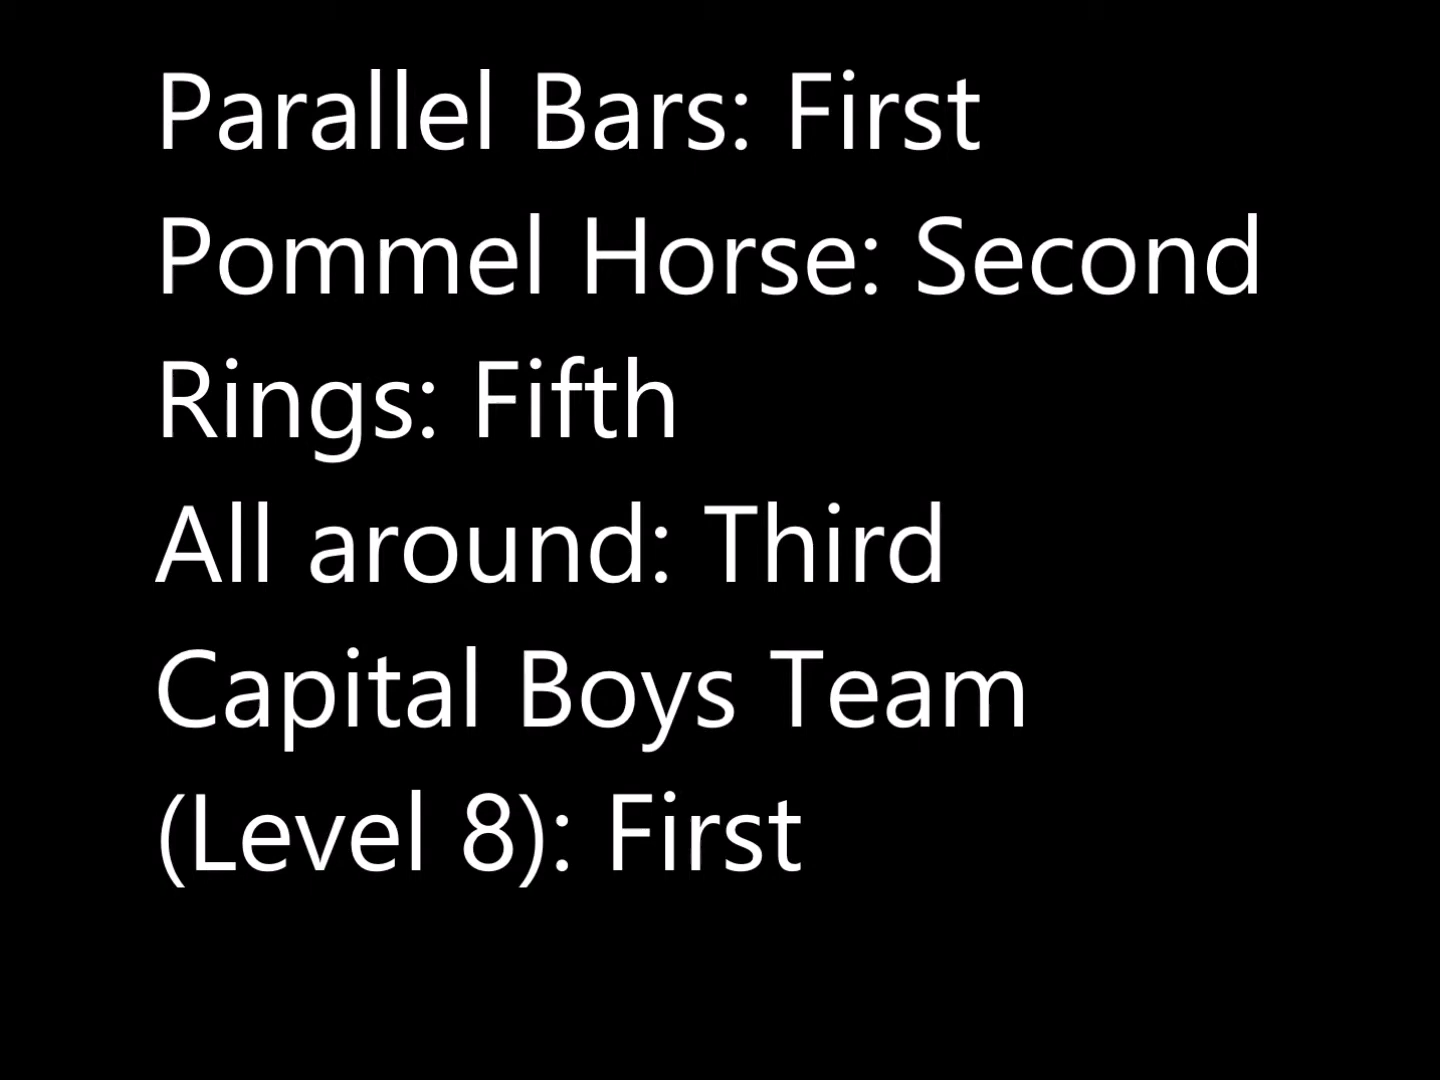 Parallel Bars: First
Pommel Horse: Second
Rings: Fifth
All around: Third
Capital Boys Team
(Level 8): First